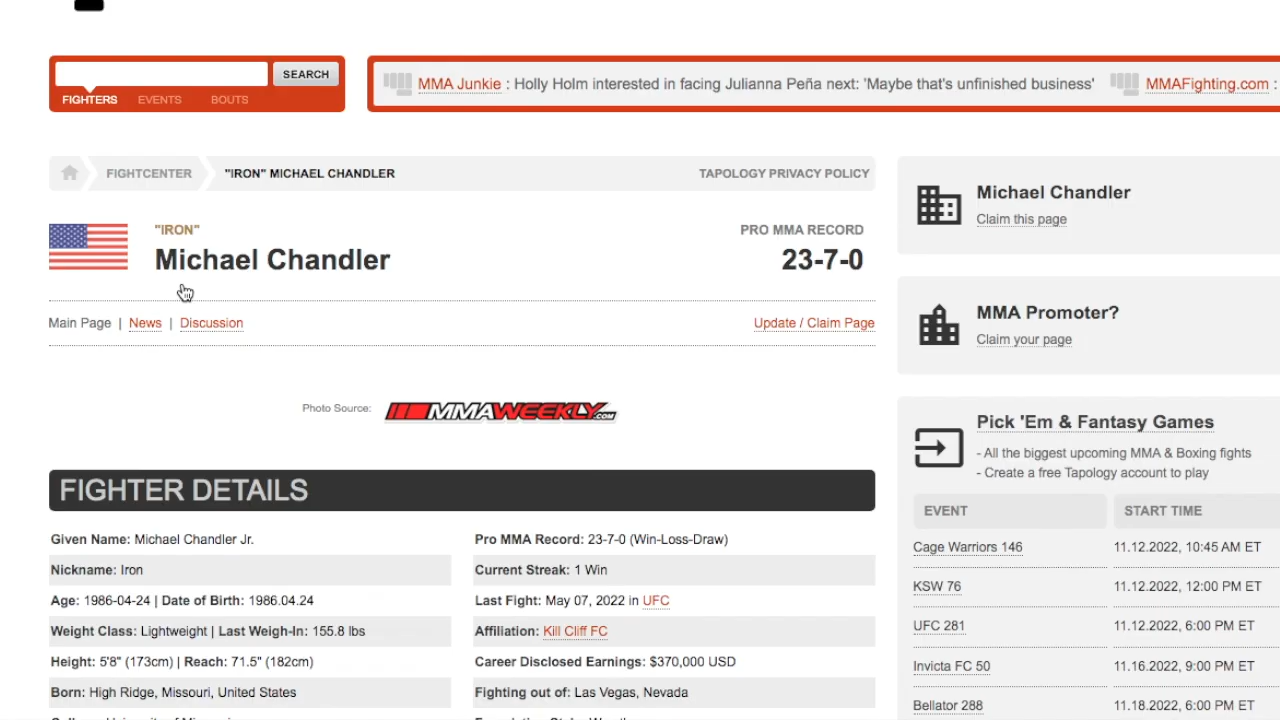 SEARCH
FIGHTERS EVENTS BOUTS
MMA Junkie : Holly Holm interested in facing Julianna Peña next: 'Maybe that's unfinished business' MMAFighting.com :
FIGHTCENTER "IRON" MICHAEL CHANDLER TAPOLOGY PRIVACY POLICY
"IRON"
Michael Chandler
PRO MMA RECORD
23-7-0
Main Page | News | Discussion Update / Claim Page
Photo Source: MMAWEEKLY.COM
FIGHTER DETAILS
Given Name: Michael Chandler Jr.
Nickname: Iron
Age: 1986-04-24 | Date of Birth: 1986.04.24
Weight Class: Lightweight | Last Weigh-In: 155.8 lbs
Height: 5'8" (173cm) | Reach: 71.5" (182cm)
Born: High Ridge, Missouri, United States
Pro MMA Record: 23-7-0 (Win-Loss-Draw)
Current Streak: 1 Win
Last Fight: May 07, 2022 in UFC
Affiliation: Kill Cliff FC
Career Disclosed Earnings: $370,000 USD
Fighting out of: Las Vegas, Nevada
Michael Chandler
Claim this page
MMA Promoter?
Claim your page
Pick 'Em & Fantasy Games
- All the biggest upcoming MMA & Boxing fights
- Create a free Tapology account to play
EVENT START TIME
Cage Warriors 146 11.12.2022, 10:45 AM ET
KSW 76 11.12.2022, 12:00 PM ET
UFC 281 11.12.2022, 6:00 PM ET
Invicta FC 50 11.16.2022, 9:00 PM ET
Bellator 288 11.18.2022, 6:00 PM ET